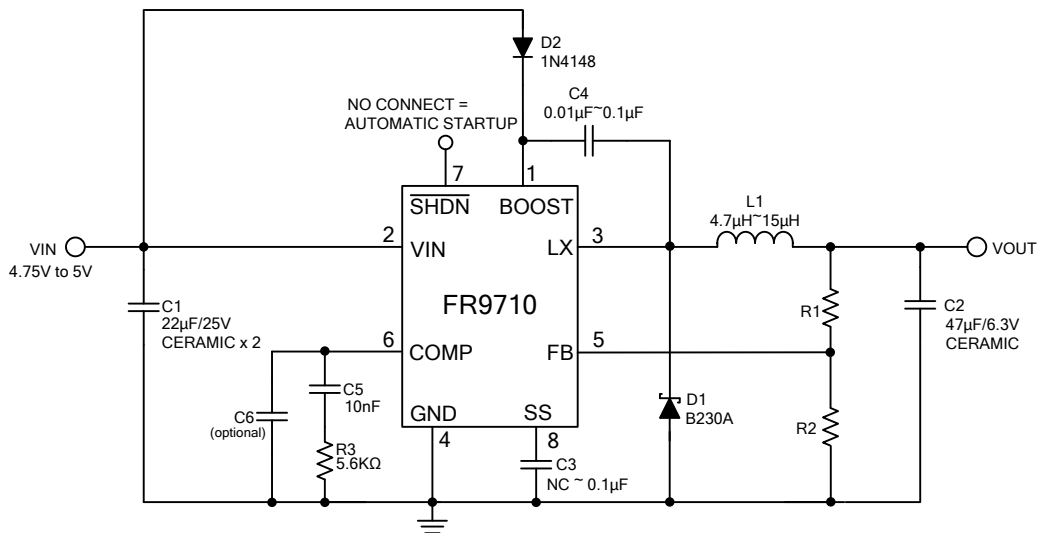 D2
1N4148
C4
0.01µF~0.1µF
NO CONNECT =
AUTOMATIC STARTUP
7
1
SHDN
BOOST
L1
4.7µH~15µH
VIN
4.75V to 5V
2
VIN
LX
3
VOUT
C1
22µF/25V
CERAMIC x 2
FR9710
R1
C2
47µF/6.3V
CERAMIC
6
COMP
FB
5
C5
10nF
C6
(optional)
R3
5.6KΩ
GND
4
SS
8
C3
NC ~ 0.1µF
D1
B230A
R2